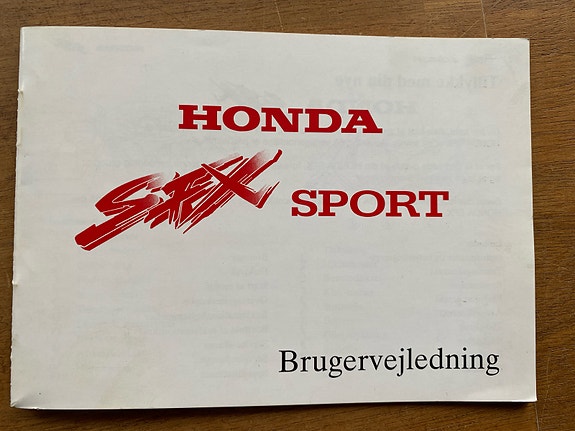 HONDA
SFX SPORT
Brugervejledning